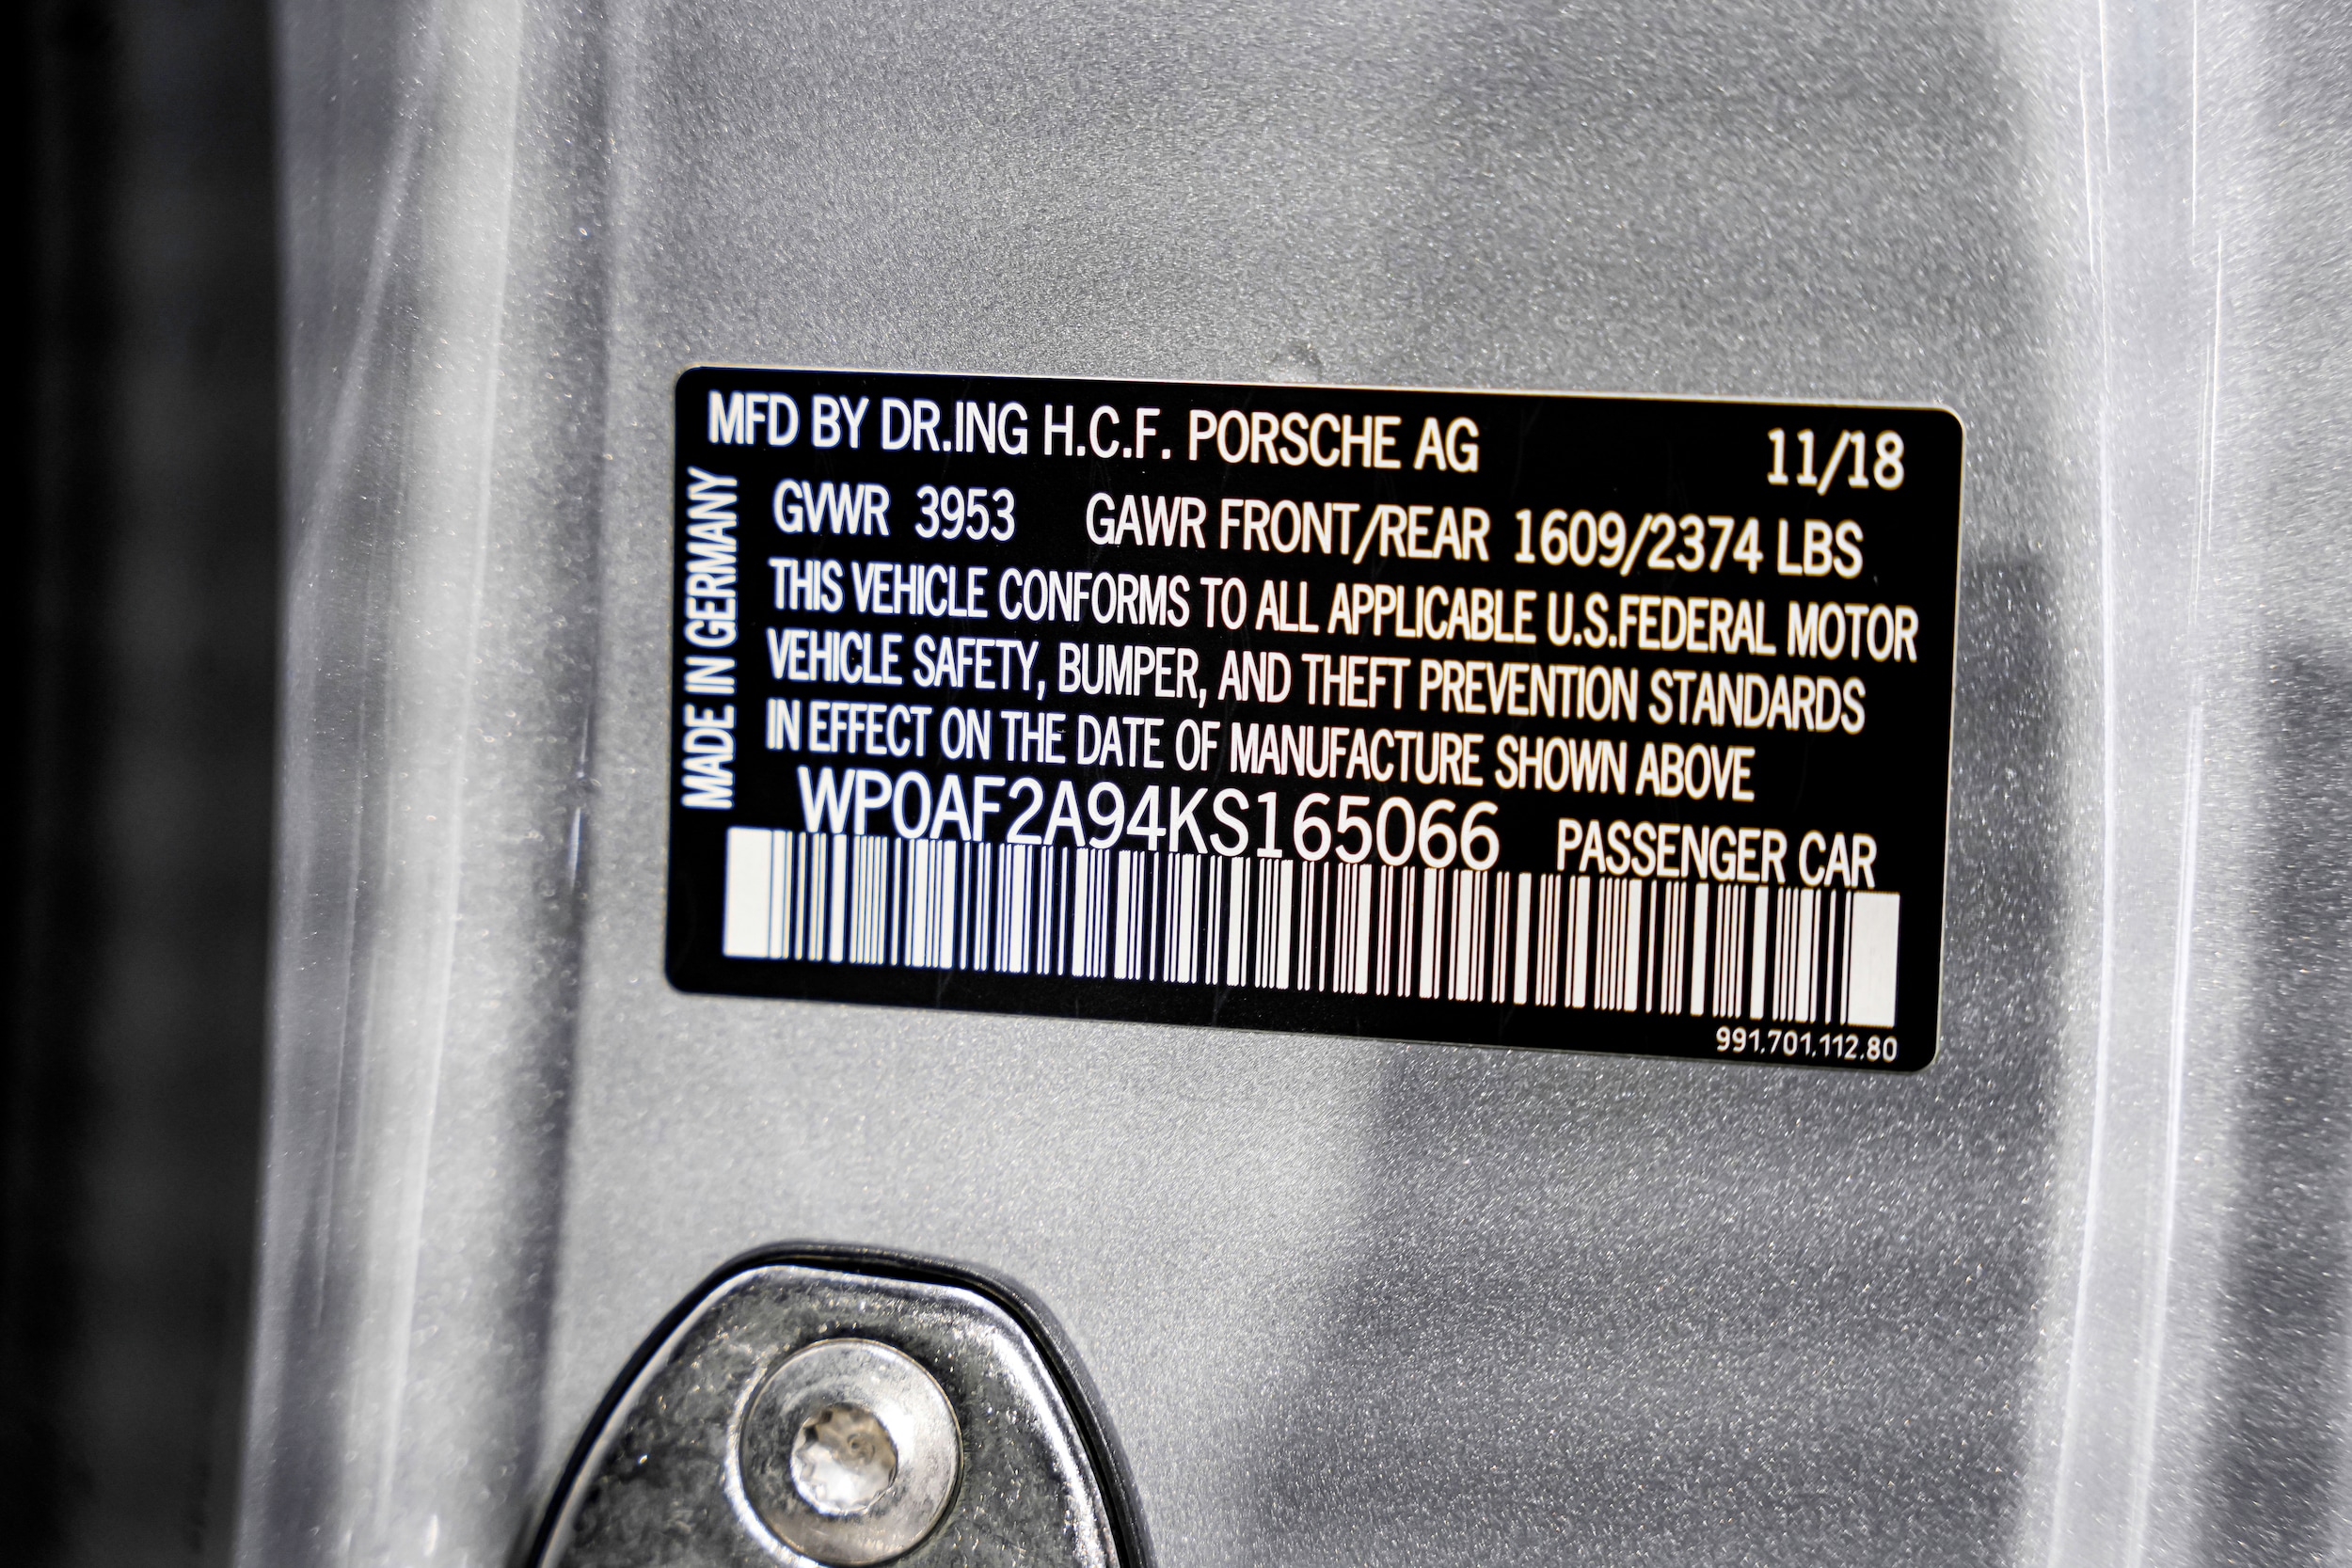 MFD BY DR.ING H.C.F. PORSCHE AG 11/18
MADE IN GERMANY
GVWR 3953 GAWR FRONT/REAR 1609/2374 LBS
THIS VEHICLE CONFORMS TO ALL APPLICABLE U.S.FEDERAL MOTOR
VEHICLE SAFETY, BUMPER, AND THEFT PREVENTION STANDARDS
IN EFFECT ON THE DATE OF MANUFACTURE SHOWN ABOVE
WP0AF2A94KS165066 PASSENGER CAR
991.701.112.80